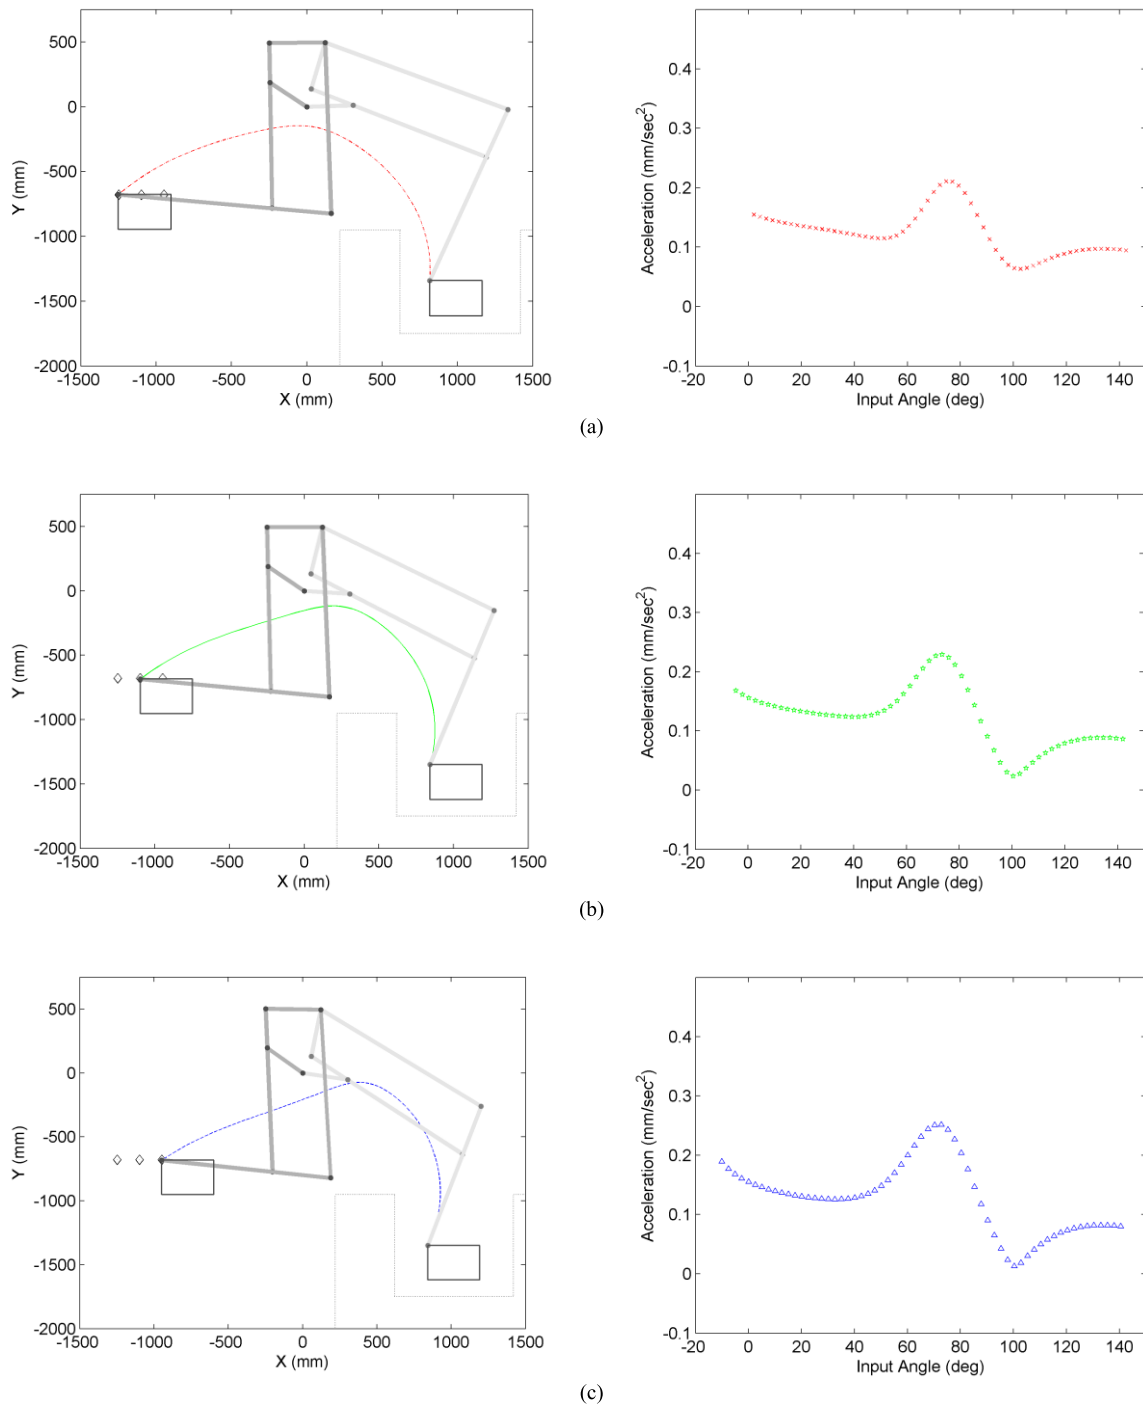 500
0
-500
-1000
-1500
-2000
Y (mm)
-1500 -1000 -500 0 500 1000 1500
X (mm)
0.4
0.3
0.2
0.1
0
-0.1
Acceleration (mm/sec²)
-20 0 20 40 60 80 100 120 140
Input Angle (deg)
(a)
500
0
-500
-1000
-1500
-2000
Y (mm)
-1500 -1000 -500 0 500 1000 1500
X (mm)
0.4
0.3
0.2
0.1
0
-0.1
Acceleration (mm/sec²)
-20 0 20 40 60 80 100 120 140
Input Angle (deg)
(b)
500
0
-500
-1000
-1500
-2000
Y (mm)
-1500 -1000 -500 0 500 1000 1500
X (mm)
0.4
0.3
0.2
0.1
0
-0.1
Acceleration (mm/sec²)
-20 0 20 40 60 80 100 120 140
Input Angle (deg)
(c)